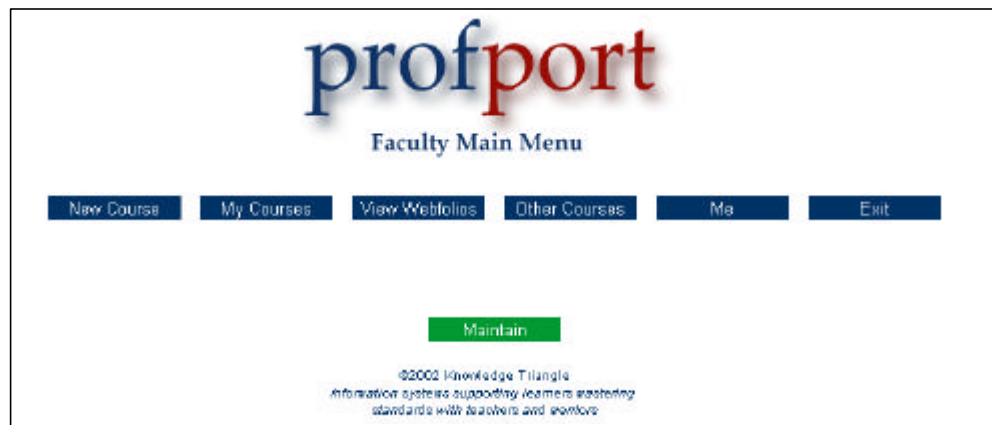 profport
Faculty Main Menu
New Course My Courses View Webfolios Other Courses Me Exit
Maintain
©2002 Knowledge Triangle
Information systems supporting learners mastering
standards with teachers and mentors